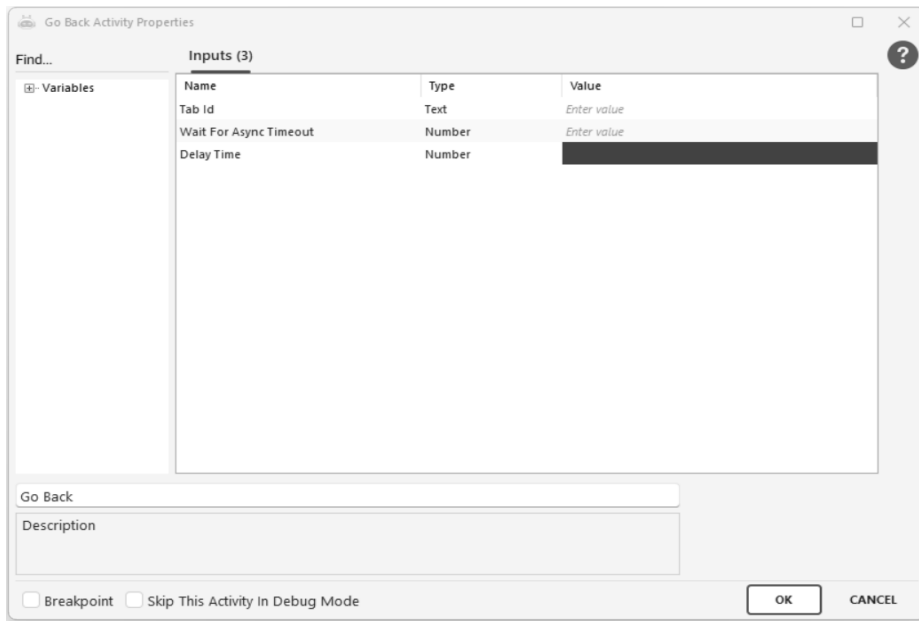 Go Back Activity Properties
Find...
Inputs (3)
?
Variables
Name Type Value
Tab Id Text Enter value
Wait For Async Timeout Number Enter value
Delay Time Number
Go Back
Description
Breakpoint Skip This Activity In Debug Mode OK CANCEL